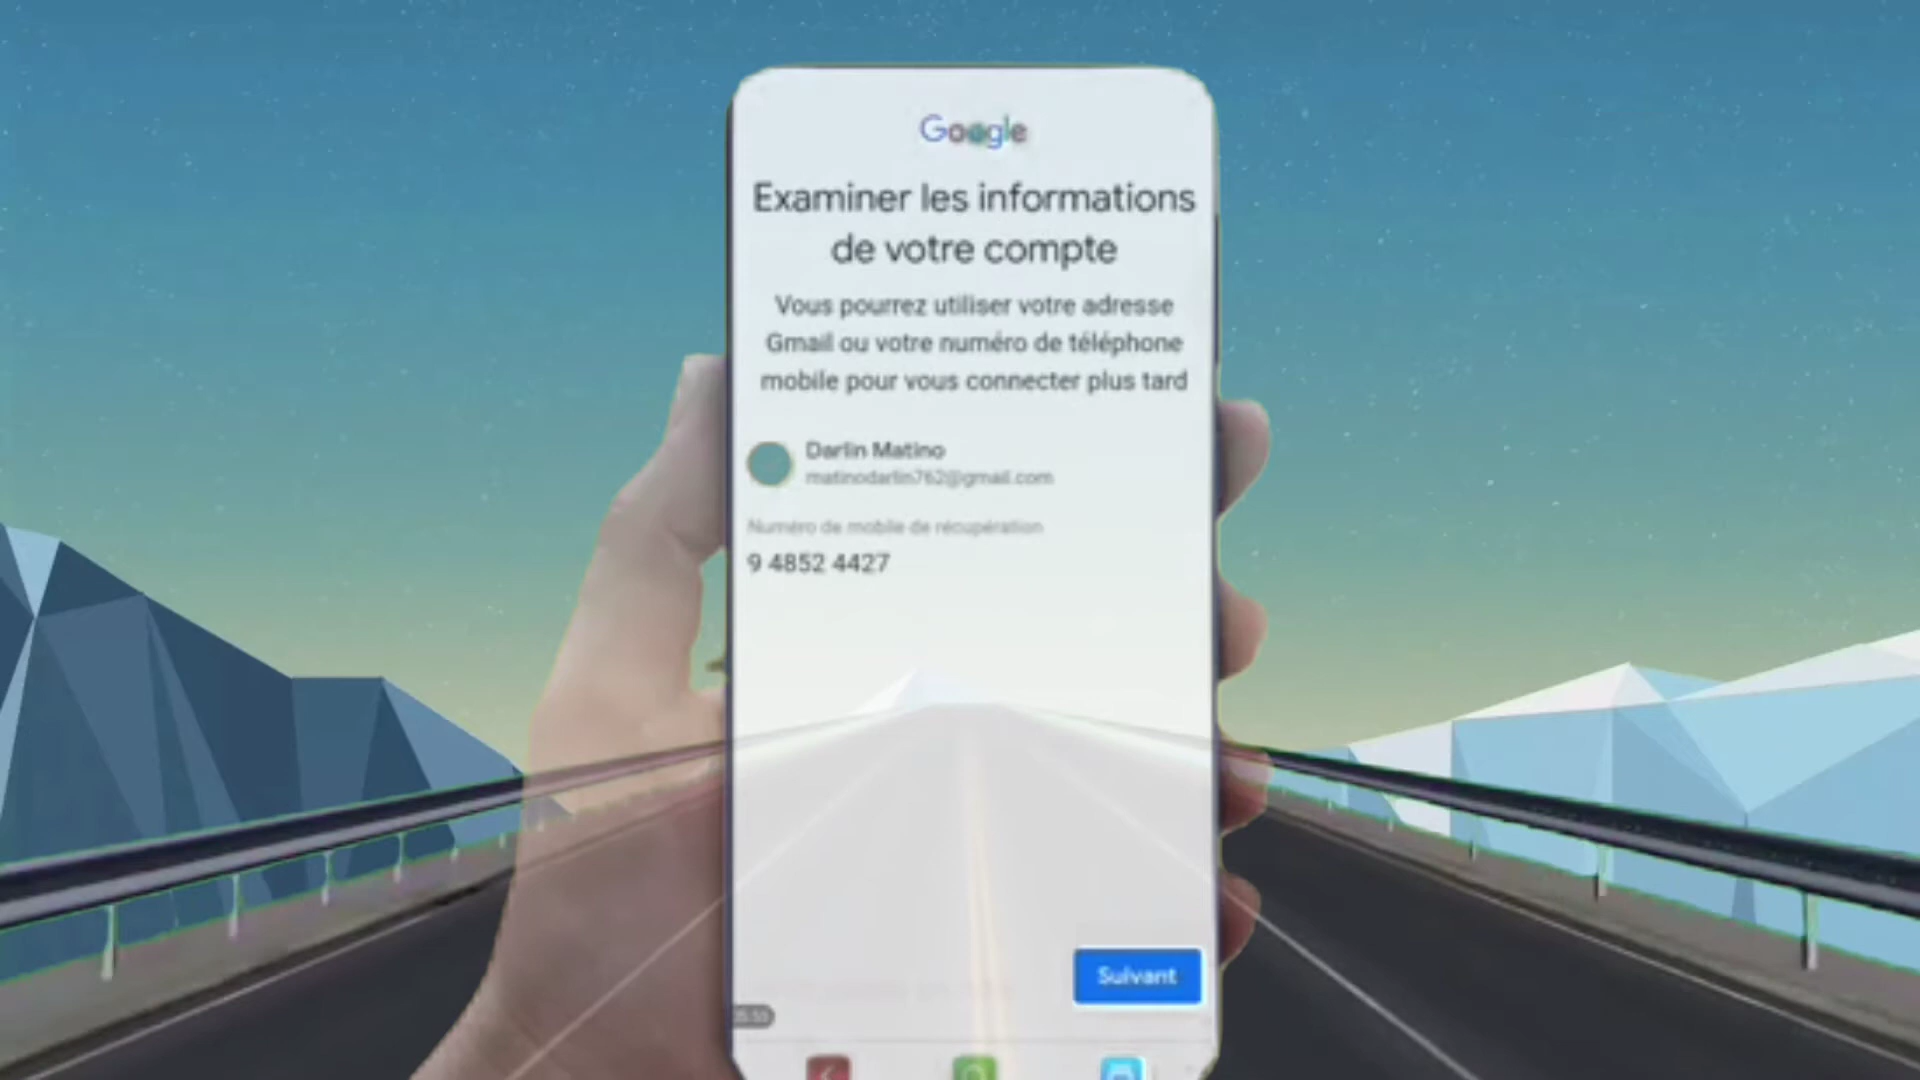 Google
Examiner les informations
de votre compte
Vous pourrez utiliser votre adresse
Gmail ou votre numéro de téléphone
mobile pour vous connecter plus tard
Darlin Matino
matinodarlin762@gmail.com
Numéro de mobile de récupération
9 4852 4427
Suivant